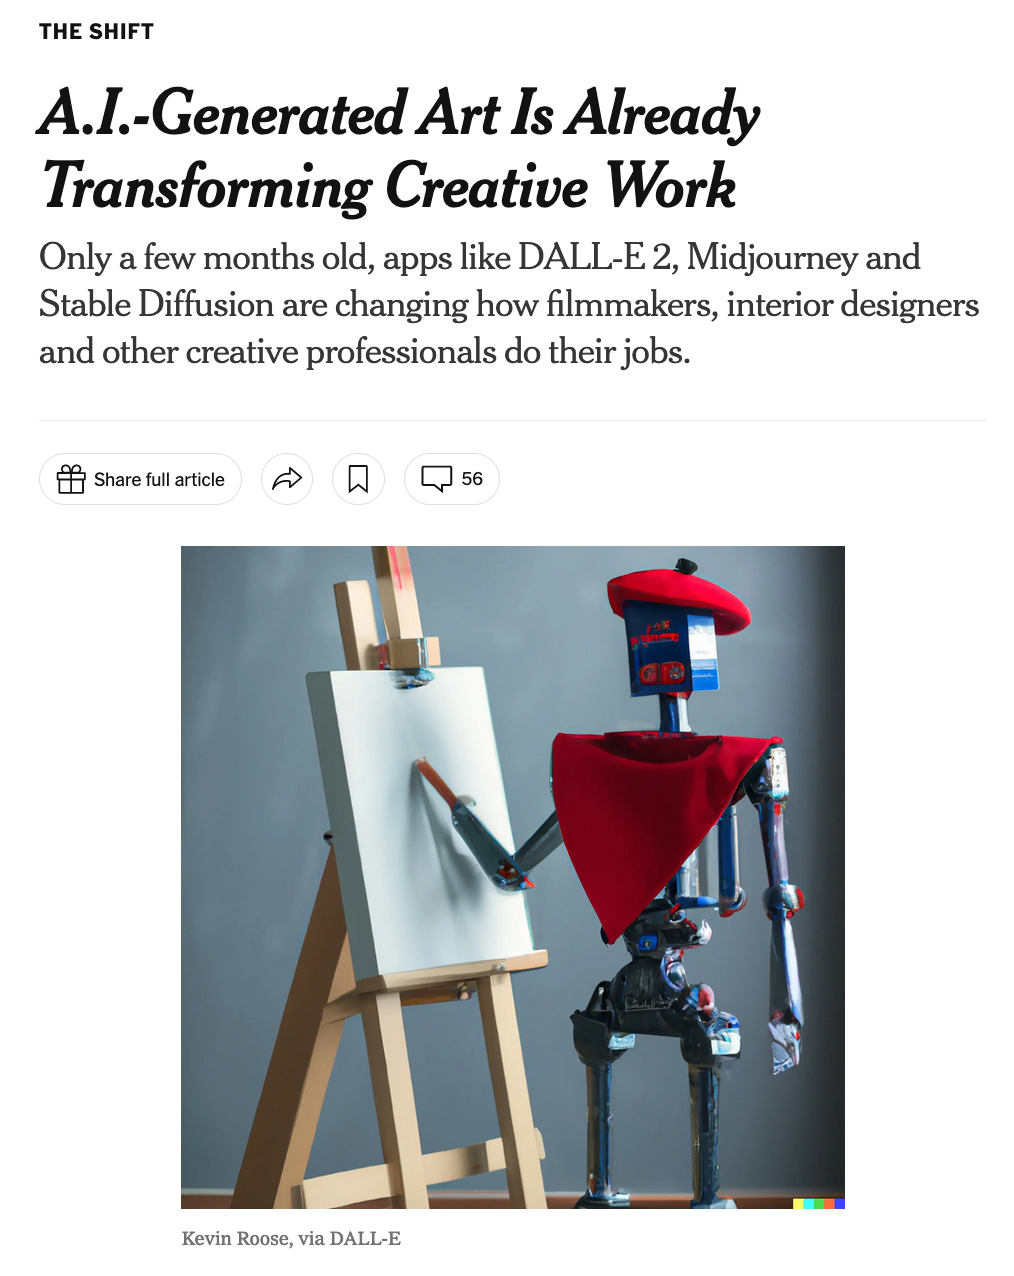 THE SHIFT
A.I.-Generated Art Is Already
Transforming Creative Work
Only a few months old, apps like DALL-E 2, Midjourney and
Stable Diffusion are changing how filmmakers, interior designers
and other creative professionals do their jobs.
Share full article
56
Kevin Roose, via DALL-E